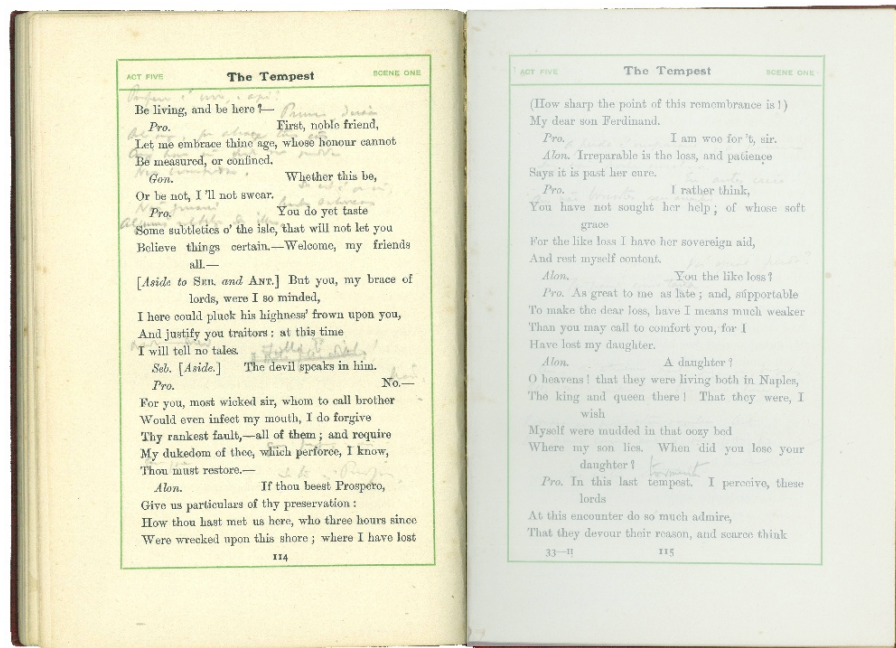 ACT FIVE The Tempest SCENE ONE
Be living, and be here?—
Pro. First, noble friend,
Let me embrace thine age, whose honour cannot
Be measured, or confined.
Gon. Whether this be,
Or be not, I 'll not swear.
Pro. You do yet taste
Some subtleties o' the isle, that will not let you
Believe things certain.—Welcome, my friends
all.—
[Aside to SEB. and ANT.] But you, my brace of
lords, were I so minded,
I here could pluck his highness' frown upon you,
And justify you traitors: at this time
I will tell no tales.
Seb. [Aside.] The devil speaks in him.
Pro. No.—
For you, most wicked sir, whom to call brother
Would even infect my mouth, I do forgive
Thy rankest fault,—all of them; and require
My dukedom of thee, which perforce, I know,
Thou must restore.—
Alon. If thou beest Prospero,
Give us particulars of thy preservation:
How thou hast met us here, who three hours since
Were wrecked upon this shore; where I have lost
114
ACT FIVE The Tempest SCENE ONE
(How sharp the point of this remembrance is!)
My dear son Ferdinand.
Pro. I am woe for 't, sir.
Alon. Irreparable is the loss, and patience
Says it is past her cure.
Pro. I rather think,
You have not sought her help; of whose soft
grace
For the like loss I have her sovereign aid,
And rest myself content.
Alon. You the like loss?
Pro. As great to me as late; and, supportable
To make the dear loss, have I means much weaker
Than you may call to comfort you, for I
Have lost my daughter.
Alon. A daughter?
O heavens! that they were living both in Naples,
The king and queen there! That they were, I
wish
Myself were mudded in that oozy bed
Where my son lies. When did you lose your
daughter?
Pro. In this last tempest. I perceive, these
lords
At this encounter do so much admire,
That they devour their reason, and scarce think
33—II 115